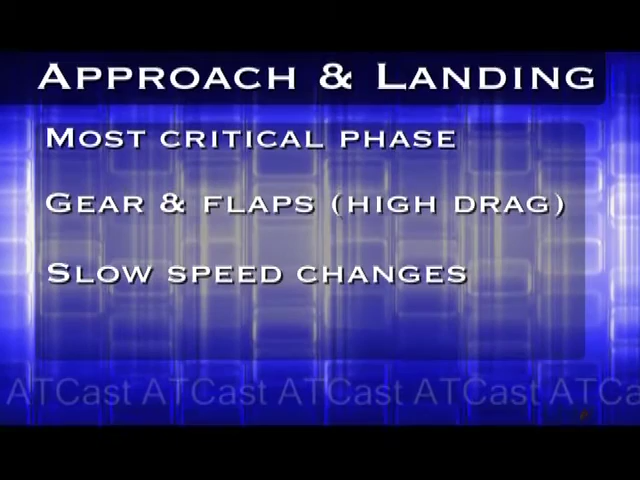 APPROACH & LANDING
MOST CRITICAL PHASE
GEAR & FLAPS (HIGH DRAG)
SLOW SPEED CHANGES
ATCast ATCast ATCast ATCast ATCast